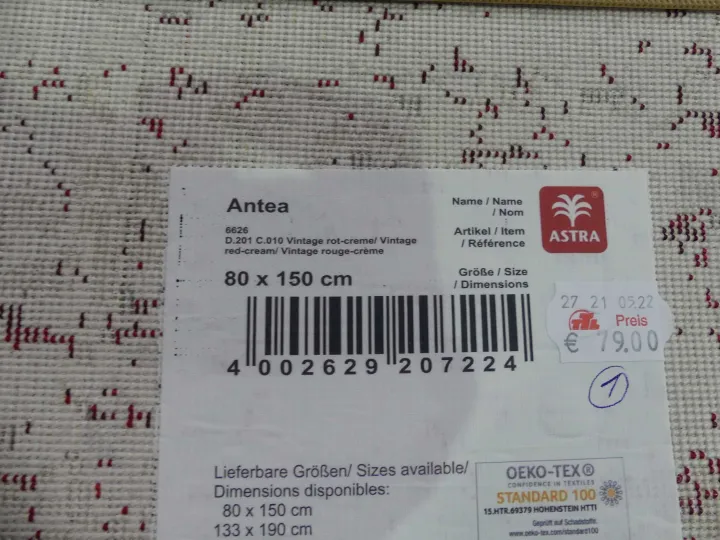 Antea
Name / Name
/ Nom
6626
D.201 C.010 Vintage rot-creme/ Vintage
red-cream/ Vintage rouge-crème
Artikel / Item
/ Référence
ASTRA
80 x 150 cm
Größe / Size
/ Dimensions
4 002629 207224
27 21 05.22
TTL Preis
€ 79.00
1
Lieferbare Größen/ Sizes available/
Dimensions disponibles:
80 x 150 cm
133 x 190 cm
OEKO-TEX®
CONFIDENCE IN TEXTILES
STANDARD 100
15.HTR.69379 HOHENSTEIN HTTI
Geprüft auf Schadstoffe.
www.oeko-tex.com/standard100